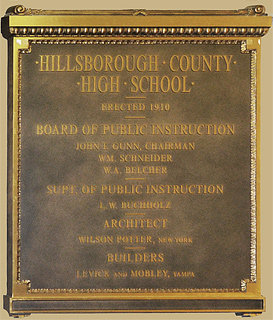 ·HILLSBOROUGH·COUNTY·
·HIGH·SCHOOL·
ERECTED 1910
BOARD OF PUBLIC INSTRUCTION
JOHN T. GUNN, CHAIRMAN
WM. SCHNEIDER
W.A. BELCHER
SUPT. OF PUBLIC INSTRUCTION
J. W. BUCHHOLZ
ARCHITECT
WILSON POTTER, NEW YORK
BUILDERS
LEVICK AND MOBLEY, TAMPA